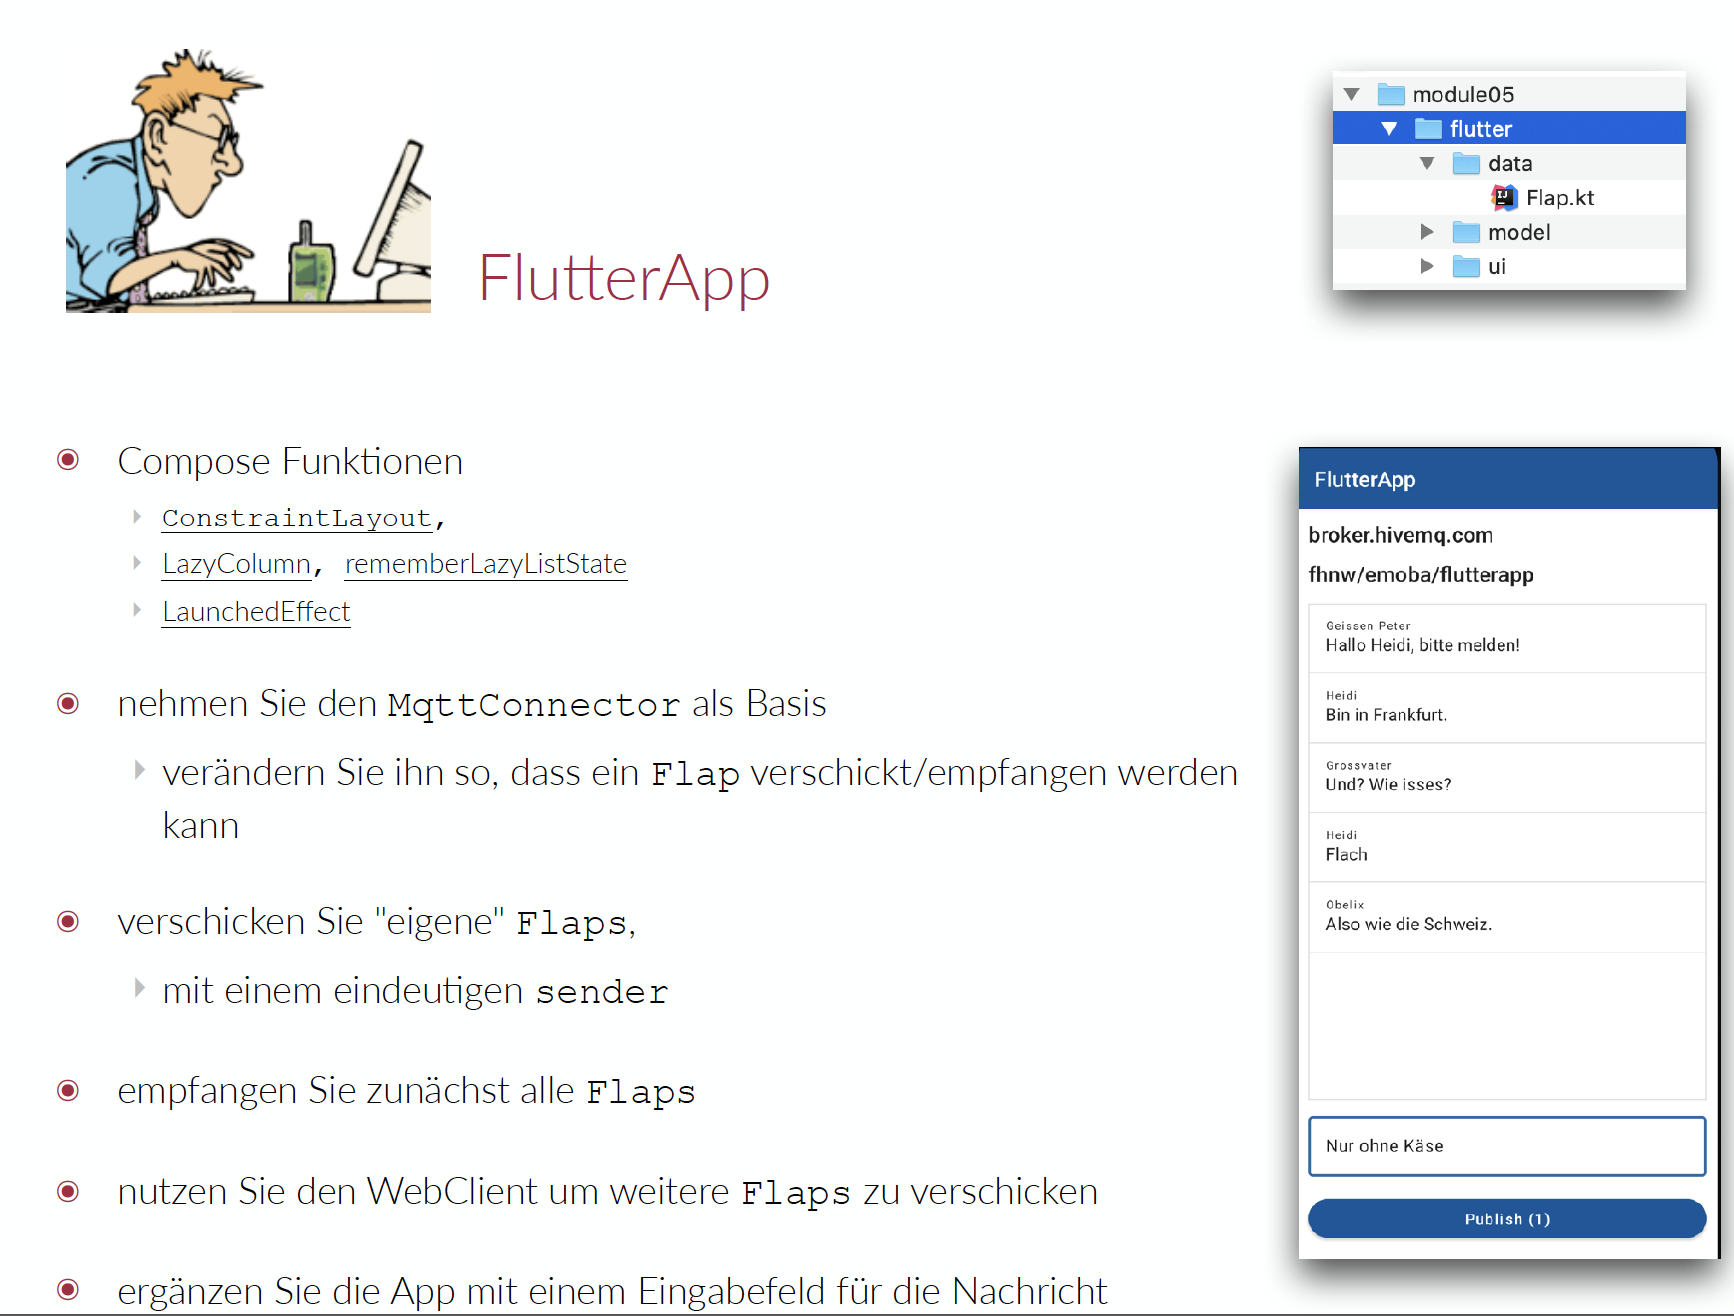 FlutterApp
module05
flutter
data
Flap.kt
model
ui
Compose Funktionen
ConstraintLayout,
LazyColumn, rememberLazyListState
LaunchedEffect
nehmen Sie den MqttConnector als Basis
verändern Sie ihn so, dass ein Flap verschickt/empfangen werden
kann
verschicken Sie "eigene" Flaps,
mit einem eindeutigen sender
empfangen Sie zunächst alle Flaps
nutzen Sie den WebClient um weitere Flaps zu verschicken
ergänzen Sie die App mit einem Eingabefeld für die Nachricht
FlutterApp
broker.hivemq.com
fhnw/emoba/flutterapp
Geissen Peter
Hallo Heidi, bitte melden!
Heidi
Bin in Frankfurt.
Grossvater
Und? Wie isses?
Heidi
Flach
Obelix
Also wie die Schweiz.
Nur ohne Käse
Publish (1)